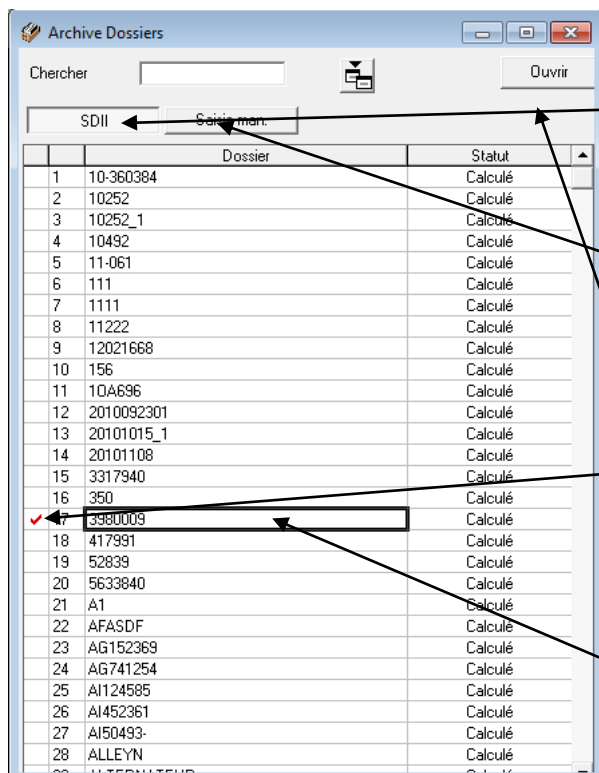 Archive Dossiers
Chercher Ouvrir
SDII Saisie man.
Dossier Statut
1 10-360384 Calculé
2 10252 Calculé
3 10252_1 Calculé
4 10492 Calculé
5 11-061 Calculé
6 111 Calculé
7 1111 Calculé
8 11222 Calculé
9 12021668 Calculé
10 156 Calculé
11 10A696 Calculé
12 2010092301 Calculé
13 20101015_1 Calculé
14 20101108 Calculé
15 3317940 Calculé
16 350 Calculé
17 3980009 Calculé
18 417991 Calculé
19 52839 Calculé
20 5633840 Calculé
21 A1 Calculé
22 AFASDF Calculé
23 AG152369 Calculé
24 AG741254 Calculé
25 AI124585 Calculé
26 AI452361 Calculé
27 AI50493- Calculé
28 ALLEYN Calculé